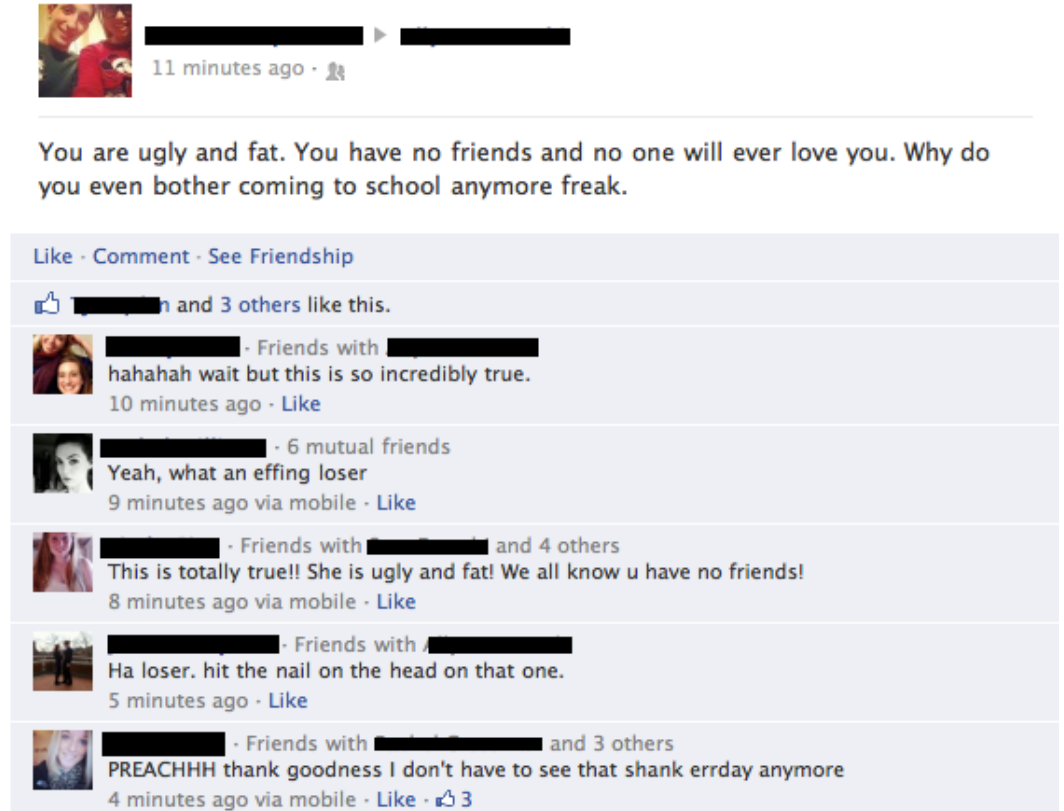 11 minutes ago ·
You are ugly and fat. You have no friends and no one will ever love you. Why do
you even bother coming to school anymore freak.
Like · Comment · See Friendship
n and 3 others like this.
· Friends with
hahahah wait but this is so incredibly true.
10 minutes ago · Like
· 6 mutual friends
Yeah, what an effing loser
9 minutes ago via mobile · Like
· Friends with and 4 others
This is totally true!! She is ugly and fat! We all know u have no friends!
8 minutes ago via mobile · Like
· Friends with
Ha loser. hit the nail on the head on that one.
5 minutes ago · Like
· Friends with and 3 others
PREACHHH thank goodness I don't have to see that shank errday anymore
4 minutes ago via mobile · Like · 3